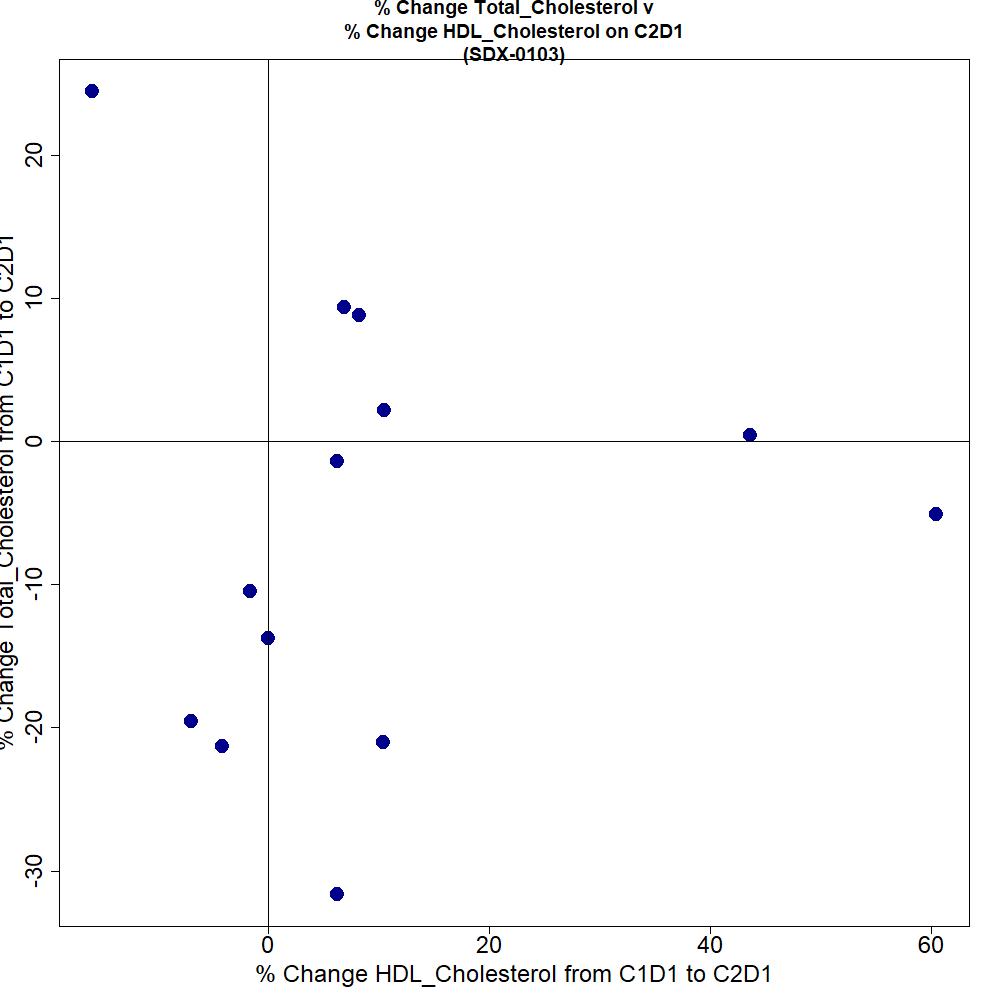 % Change Total_Cholesterol v
% Change HDL_Cholesterol on C2D1
(SDX-0103)
% Change Total_Cholesterol from C1D1 to C2D1
20
10
0
-10
-20
-30
0
20
40
60
% Change HDL_Cholesterol from C1D1 to C2D1